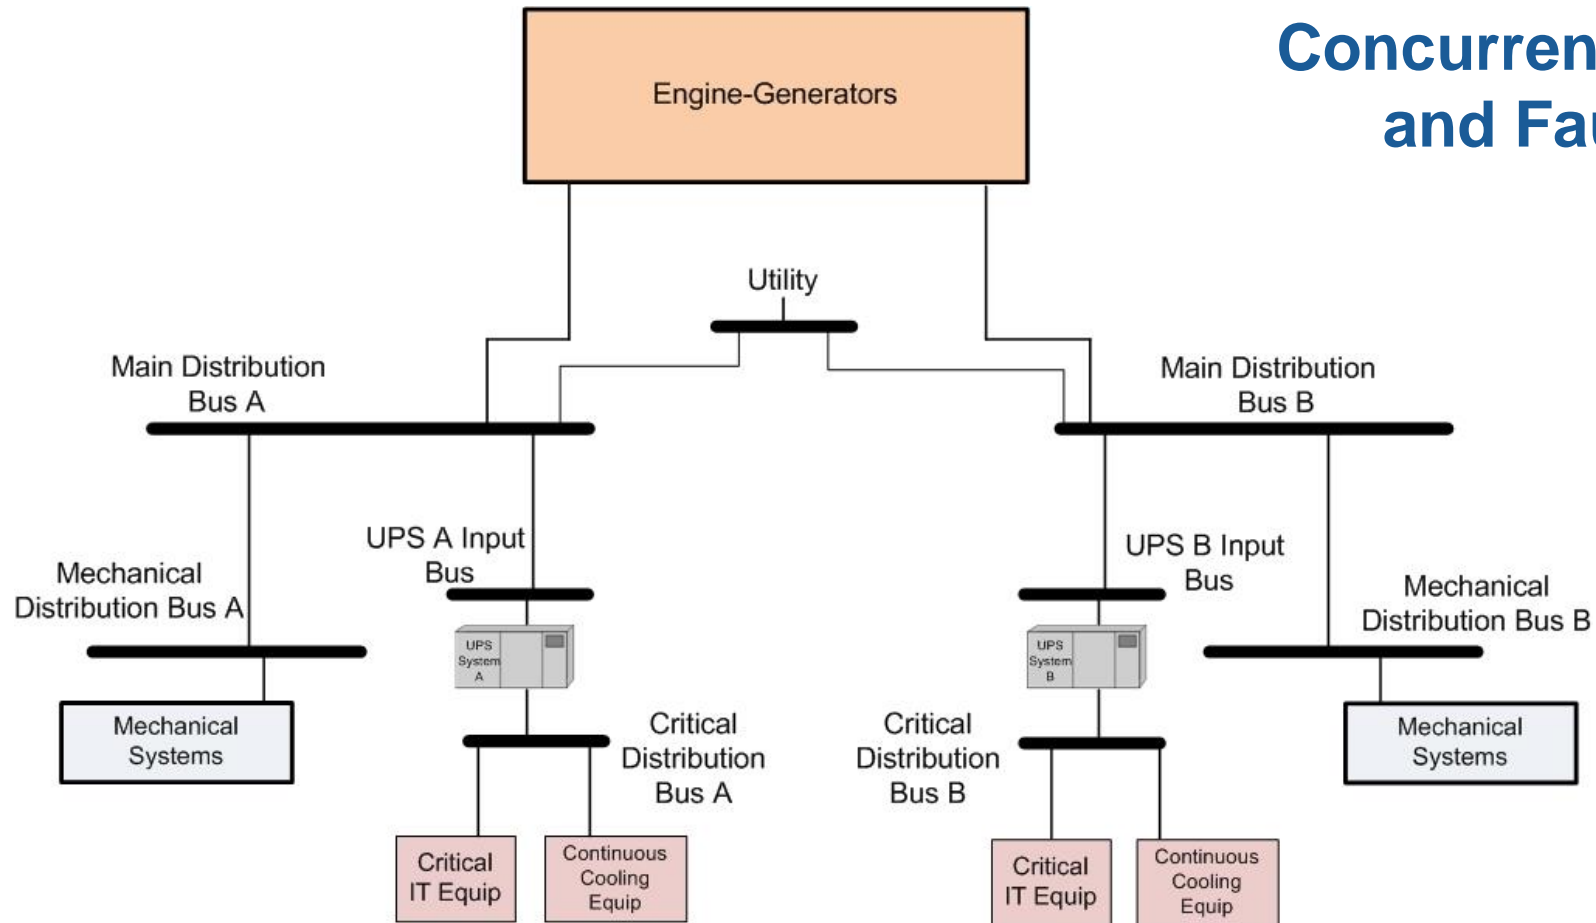 Engine-Generators
and Fau
Utility
Main Distribution
Bus A
Main Distribution
Bus B
UPS A Input
Bus
UPS B Input
Bus
Mechanical
Distribution Bus A
Mechanical
Distribution Bus B
UPS
System
A
UPS
System
B
Mechanical
Systems
Mechanical
Systems
Critical
Distribution
Bus A
Critical
Distribution
Bus B
Critical
IT Equip
Continuous
Cooling
Equip
Critical
IT Equip
Continuous
Cooling
Equip